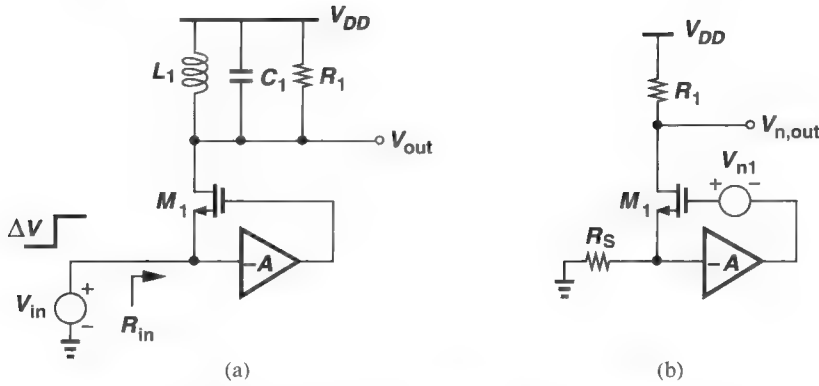 V_DD
L_1
C_1
R_1
V_out
M_1
ΔV
−A
V_in
+
−
R_in
(a)
V_DD
R_1
V_n,out
V_n1
+
−
M_1
R_S
−A
(b)